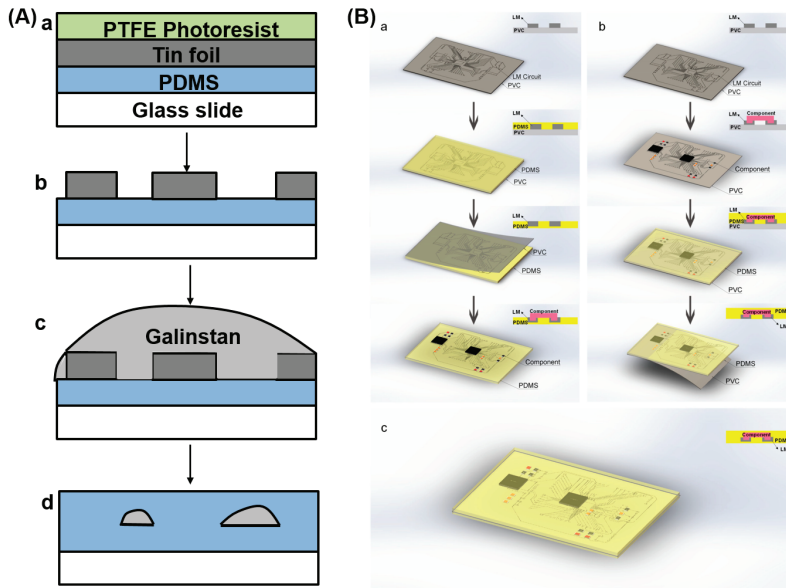 (A)
a
PTFE Photoresist
Tin foil
PDMS
Glass slide
b
c
Galinstan
d
(B)
a
LM
PVC
LM Circuit
PVC
LM
PDMS
PVC
PDMS
PVC
LM
PVC
PDMS
Component
LM
PDMS
Component
PDMS
b
LM
PVC
LM Circuit
PVC
Component
LM
PVC
Component
PVC
LM
Component
PDMS
PVC
PDMS
PVC
Component
PDMS
LM
PDMS
PVC
c
Component
PDMS
LM